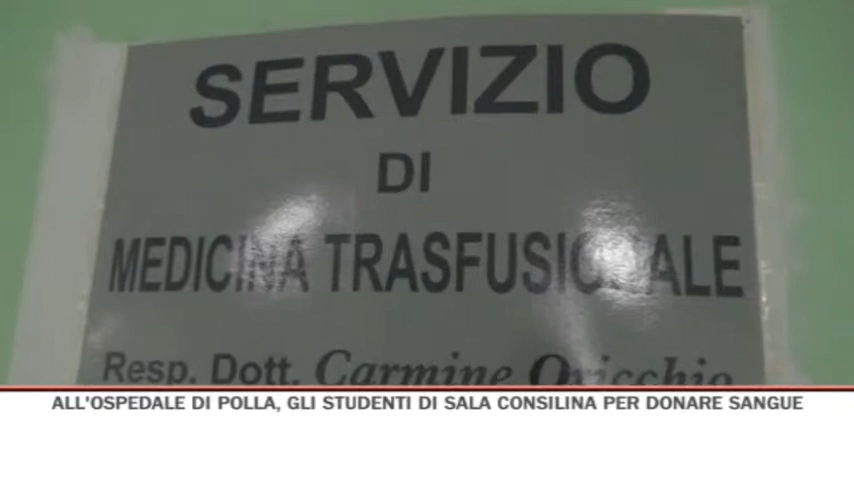 SERVIZIO
DI
MEDICINA TRASFUSIONALE
Resp. Dott. Carmine Oricchio
ALL'OSPEDALE DI POLLA, GLI STUDENTI DI SALA CONSILINA PER DONARE SANGUE